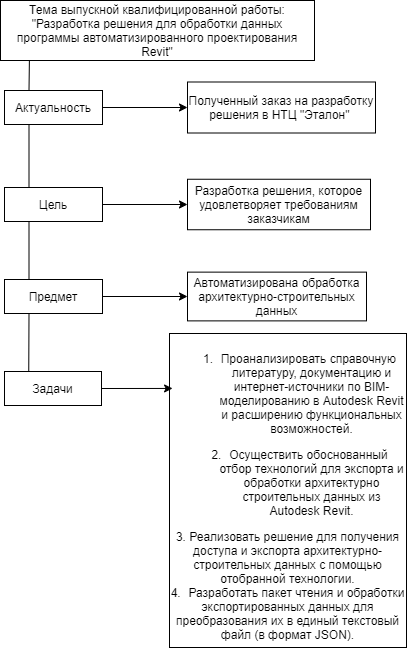 Тема выпускной квалифицированной работы:
"Разработка решения для обработки данных
программы автоматизированного проектирования
Revit"
Актуальность
Полученный заказ на разработку
решения в НТЦ "Эталон"
Цель
Разработка решения, которое
удовлетворяет требованиям
заказчикам
Предмет
Автоматизирована обработка
архитектурно-строительных
данных
Задачи
1. Проанализировать справочную
литературу, документацию и
интернет-источники по BIM-
моделированию в Autodesk Revit
и расширению функциональных
возможностей.
2. Осуществить обоснованный
отбор технологий для экспорта и
обработки архитектурно
строительных данных из
Autodesk Revit.
3. Реализовать решение для получения
доступа и экспорта архитектурно-
строительных данных с помощью
отобранной технологии.
4. Разработать пакет чтения и обработки
экспортированных данных для
преобразования их в единый текстовый
файл (в формат JSON).